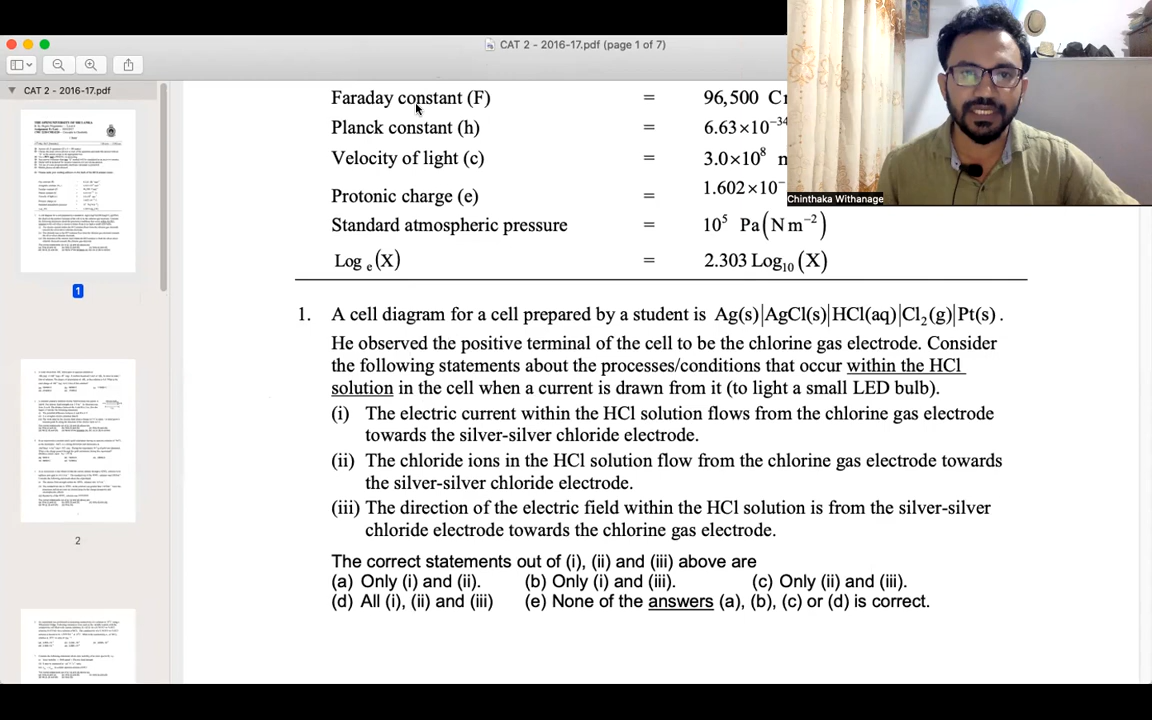 CAT 2 - 2016-17.pdf (page 1 of 7)
CAT 2 - 2016-17.pdf
Faraday constant (F) = 96,500 C
Planck constant (h) = 6.63×10⁻³⁴
Velocity of light (c) = 3.0×10⁸
Protonic charge (e) = 1.602×10⁻
Chinthaka Withanage
Standard atmospheric pressure = 10⁵ Pa(N m⁻²)
Log ₑ(X) = 2.303 Log₁₀(X)
1. A cell diagram for a cell prepared by a student is Ag(s)|AgCl(s)|HCl(aq)|Cl₂(g)|Pt(s).
He observed the positive terminal of the cell to be the chlorine gas electrode. Consider
the following statements about the processes/conditions that occur within the HCl
solution in the cell when a current is drawn from it (to light a small LED bulb).
(i) The electric current within the HCl solution flows from the chlorine gas electrode
towards the silver-silver chloride electrode.
(ii) The chloride ions in the HCl solution flow from the chlorine gas electrode towards
the silver-silver chloride electrode.
(iii) The direction of the electric field within the HCl solution is from the silver-silver
chloride electrode towards the chlorine gas electrode.
The correct statements out of (i), (ii) and (iii) above are
(a) Only (i) and (ii). (b) Only (i) and (iii). (c) Only (ii) and (iii).
(d) All (i), (ii) and (iii) (e) None of the answers (a), (b), (c) or (d) is correct.
1
2